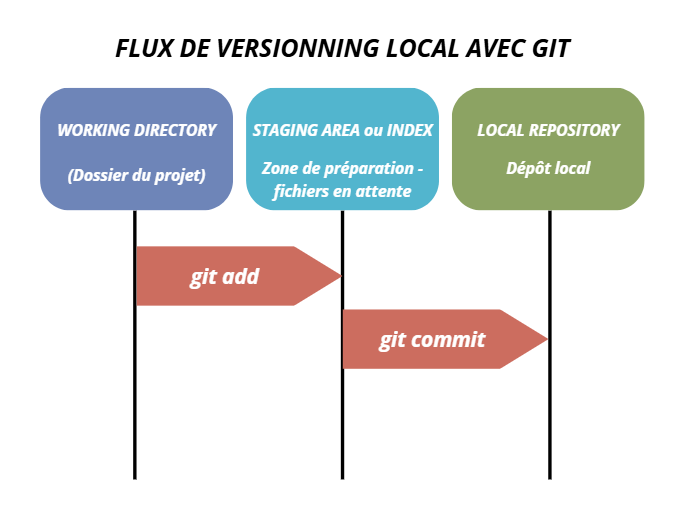 FLUX DE VERSIONNING LOCAL AVEC GIT
WORKING DIRECTORY
(Dossier du projet)
STAGING AREA ou INDEX
Zone de préparation -
fichiers en attente
LOCAL REPOSITORY
Dépôt local
git add
git commit